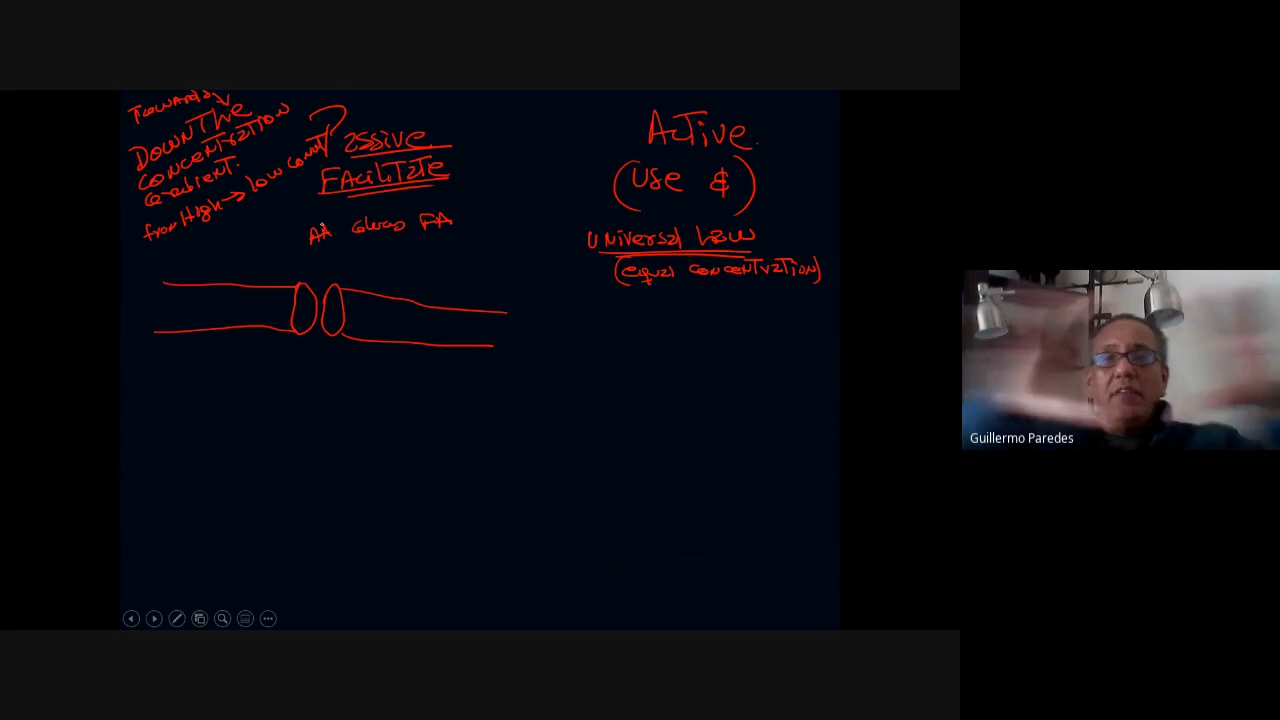 Towards
Down The
concentration
Gradient.
from High → low conc
Passive
FACILITATE
AA Gluco FA
Active.
(Use $)
Universal Law
(equal concentration)
Guillermo Paredes